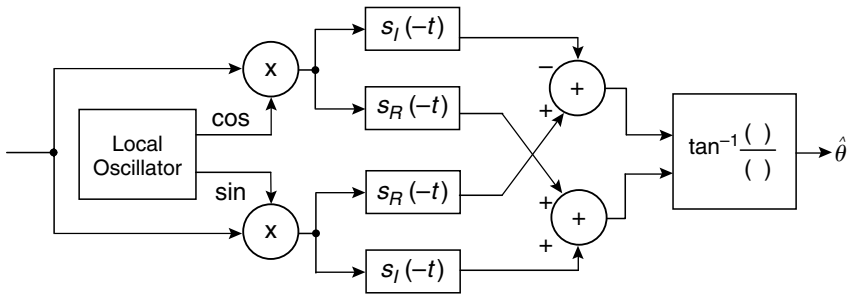 s_I(−t)
−
x
+
s_R(−t)
cos
+
Local
Oscillator
tan⁻¹ ( )
( )
θ̂
sin
s_R(−t)
+
+
x
+
s_I(−t)